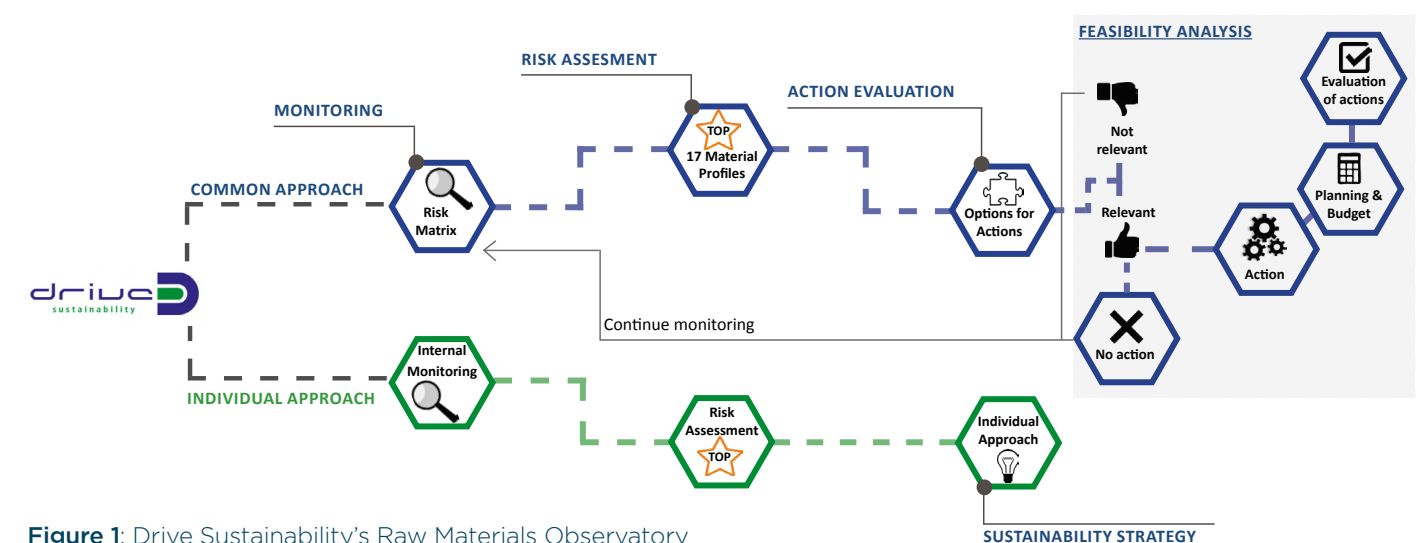 FEASIBILITY ANALYSIS
RISK ASSESMENT
ACTION EVALUATION
MONITORING
COMMON APPROACH
Risk
Matrix
TOP
17 Material
Profiles
Options for
Actions
Not
relevant
Relevant
Evaluation
of actions
Planning &
Budget
Action
No action
Continue monitoring
drive
sustainability
INDIVIDUAL APPROACH
Internal
Monitoring
Risk
Assessment
TOP
Individual
Approach
SUSTAINABILITY STRATEGY
Figure 1: Drive Sustainability's Raw Materials Observatory